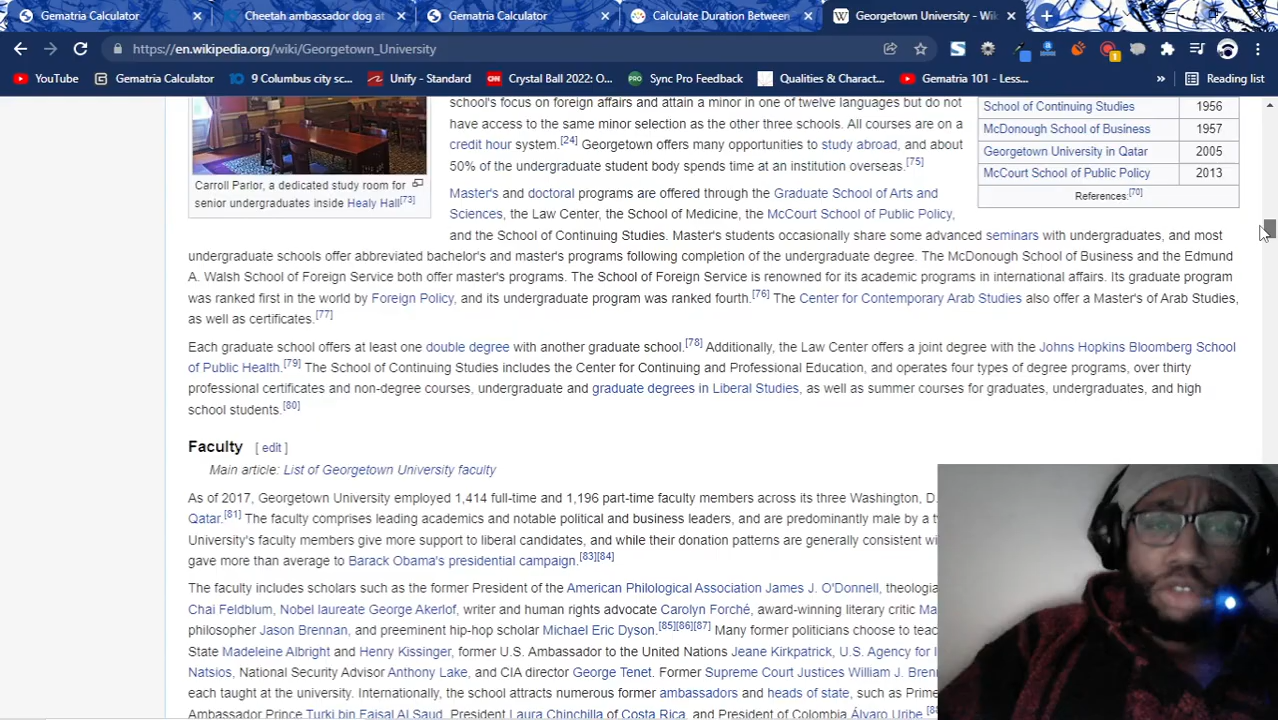 Gematria Calculator
Cheetah ambassador dog at
Gematria Calculator
Calculate Duration Between
Georgetown University - Wik
https://en.wikipedia.org/wiki/Georgetown_University
YouTube
Gematria Calculator
9 Columbus city sc...
Unify - Standard
Crystal Ball 2022: O...
Sync Pro Feedback
Qualities & Charact...
Gematria 101 - Less...
»
Reading list
school's focus on foreign affairs and attain a minor in one of twelve languages but do not
have access to the same minor selection as the other three schools. All courses are on a
credit hour system.[24] Georgetown offers many opportunities to study abroad, and about
50% of the undergraduate student body spends time at an institution overseas.[75]
School of Continuing Studies 1956
McDonough School of Business 1957
Georgetown University in Qatar 2005
McCourt School of Public Policy 2013
References:[70]
Carroll Parlor, a dedicated study room for
senior undergraduates inside Healy Hall[73]
Master's and doctoral programs are offered through the Graduate School of Arts and
Sciences, the Law Center, the School of Medicine, the McCourt School of Public Policy,
and the School of Continuing Studies. Master's students occasionally share some advanced seminars with undergraduates, and most
undergraduate schools offer abbreviated bachelor's and master's programs following completion of the undergraduate degree. The McDonough School of Business and the Edmund
A. Walsh School of Foreign Service both offer master's programs. The School of Foreign Service is renowned for its academic programs in international affairs. Its graduate program
was ranked first in the world by Foreign Policy, and its undergraduate program was ranked fourth.[76] The Center for Contemporary Arab Studies also offer a Master's of Arab Studies,
as well as certificates.[77]
Each graduate school offers at least one double degree with another graduate school.[78] Additionally, the Law Center offers a joint degree with the Johns Hopkins Bloomberg School
of Public Health.[79] The School of Continuing Studies includes the Center for Continuing and Professional Education, and operates four types of degree programs, over thirty
professional certificates and non-degree courses, undergraduate and graduate degrees in Liberal Studies, as well as summer courses for graduates, undergraduates, and high
school students.[80]
Faculty [ edit ]
Main article: List of Georgetown University faculty
As of 2017, Georgetown University employed 1,414 full-time and 1,196 part-time faculty members across its three Washington, D.
Qatar.[81] The faculty comprises leading academics and notable political and business leaders, and are predominantly male by a
University's faculty members give more support to liberal candidates, and while their donation patterns are generally consistent
gave more than average to Barack Obama's presidential campaign.[83][84]
The faculty includes scholars such as the former President of the American Philological Association James J. O'Donnell,
Chai Feldblum, Nobel laureate George Akerlof, writer and human rights advocate Carolyn Forché, award-winning literary critic
philosopher Jason Brennan, and preeminent hip-hop scholar Michael Eric Dyson.[85][86][87] Many former politicians choose to
State Madeleine Albright and Henry Kissinger, former U.S. Ambassador to the United Nations Jeane Kirkpatrick, U.S. Agency for
Natsios, National Security Advisor Anthony Lake, and CIA director George Tenet. Former Supreme Court Justices William J.
each taught at the university. Internationally, the school attracts numerous former ambassadors and heads of state, such as
Ambassador Prince Turki bin Faisal Al Saud, President Laura Chinchilla of Costa Rica, and President of Colombia Álvaro Uribe.